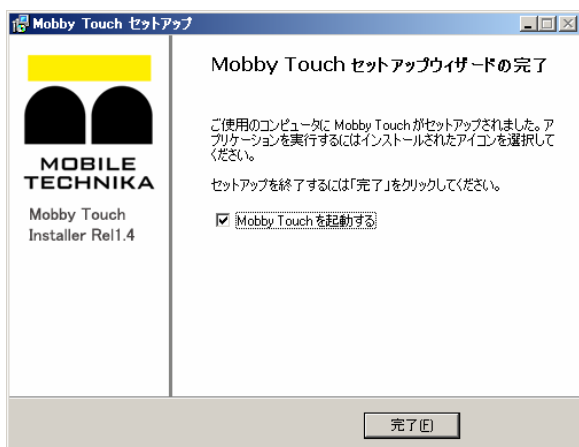 Mobby Touch セットアップ
MOBILE
TECHNIKA
Mobby Touch
Installer Rel1.4
Mobby Touch セットアップウィザードの完了
ご使用のコンピュータに Mobby Touch がセットアップされました。ア
プリケーションを実行するにはインストールされたアイコンを選択して
ください。
セットアップを終了するには「完了」をクリックしてください。
Mobby Touch を起動する
完了(F)